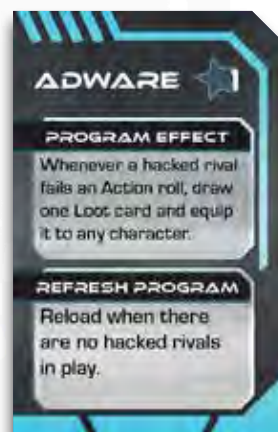 ADWARE 1
PROGRAM EFFECT
Whenever a hacked rival
fails an Action roll, draw
one Loot card and equip
it to any character.
REFRESH PROGRAM
Reload when there
are no hacked rivals
in play.